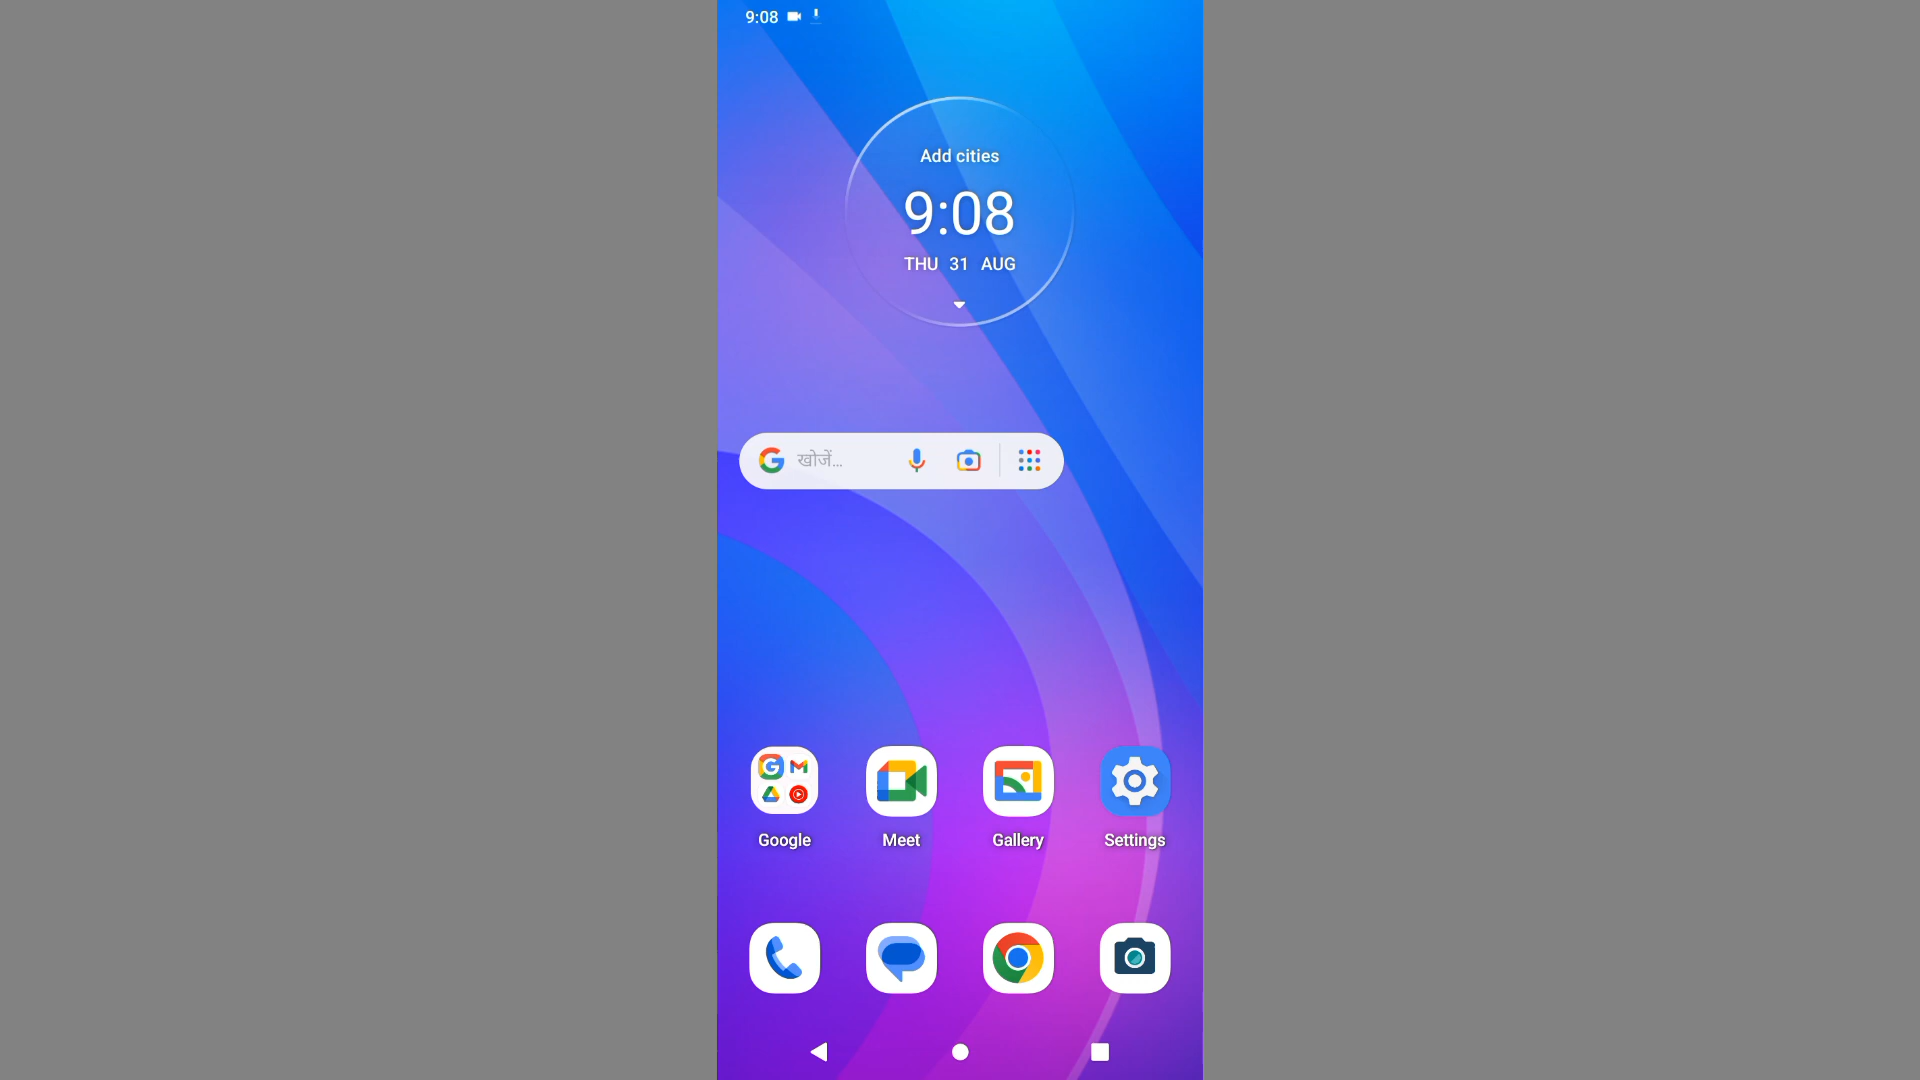 9:08
Add cities
9:08
THU 31 AUG
खोजें...
Google Meet Gallery Settings